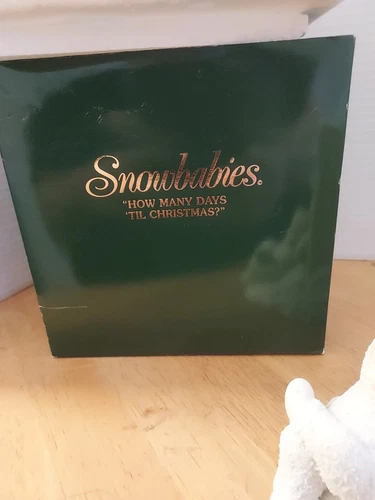 Snowbabies®
"HOW MANY DAYS
'TIL CHRISTMAS?"